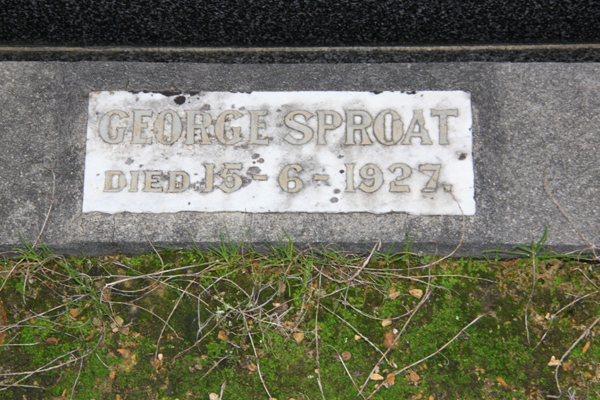 GEORGE SPROAT
DIED 15-6-1927.